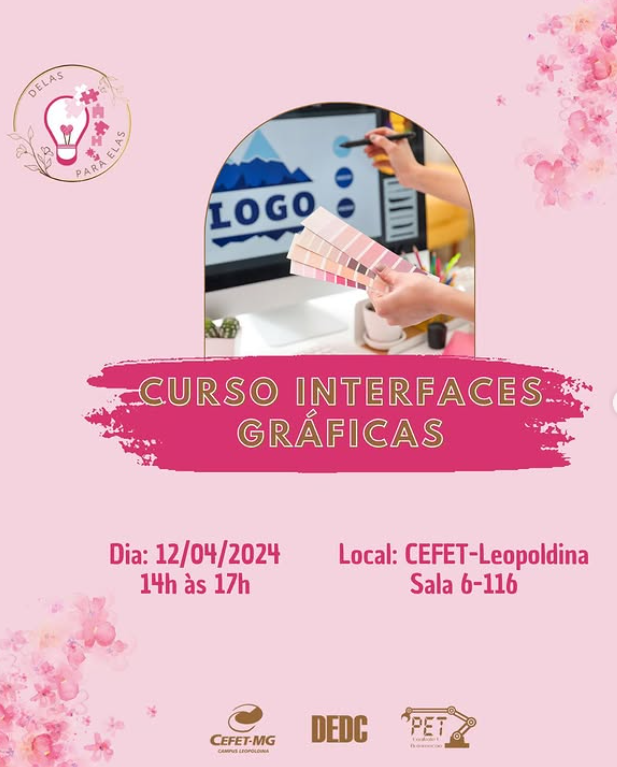 DELAS
PARA ELAS
LOGO
CURSO INTERFACES
GRÁFICAS
Dia: 12/04/2024
14h às 17h
Local: CEFET-Leopoldina
Sala 6-116
CEFET-MG
CAMPUS LEOPOLDINA
DEDC
PET